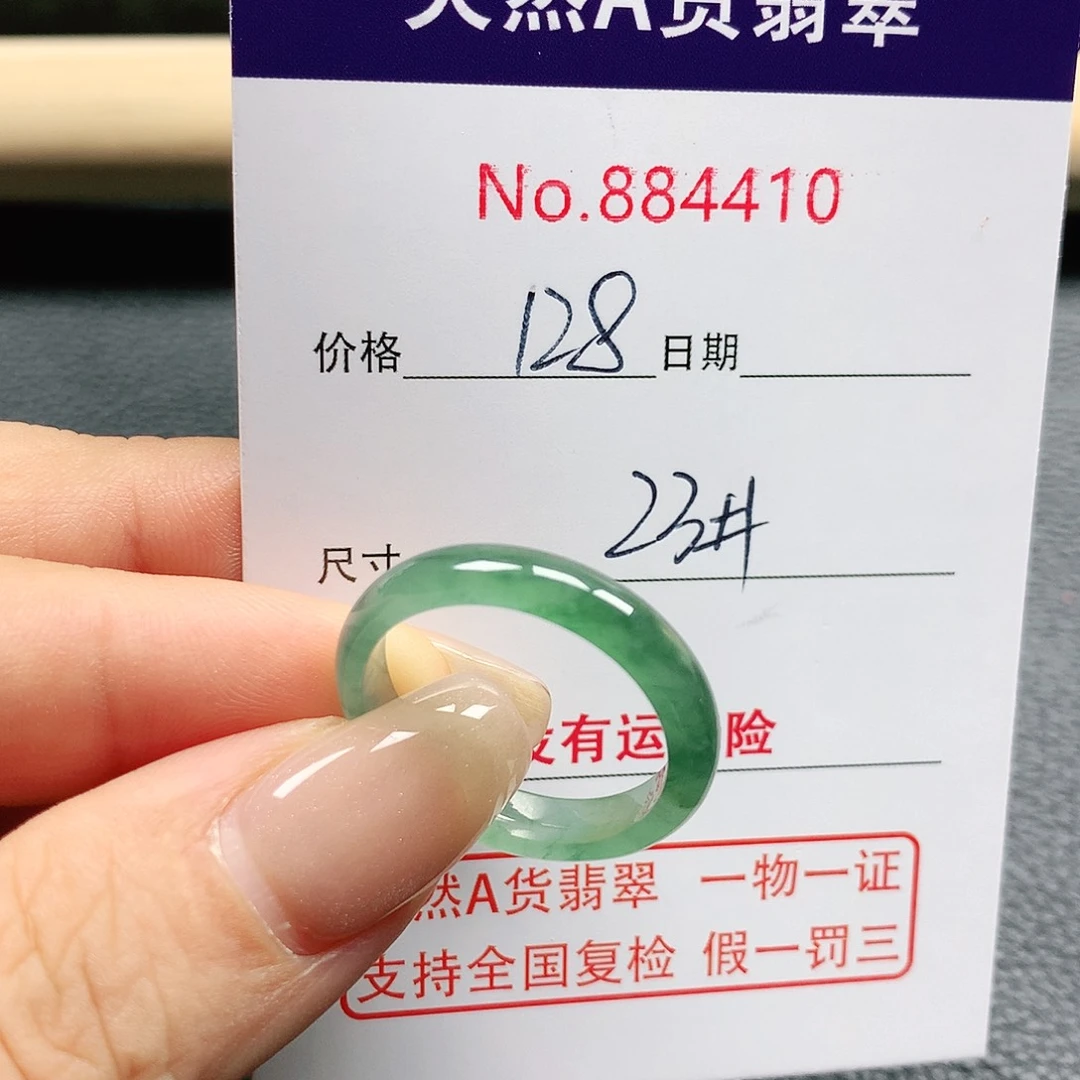 天然A货翡翠
No.884410
价格 128 日期
尺寸 23#
没有运 险
然A货翡翠 一物一证
支持全国复检 假一罚三